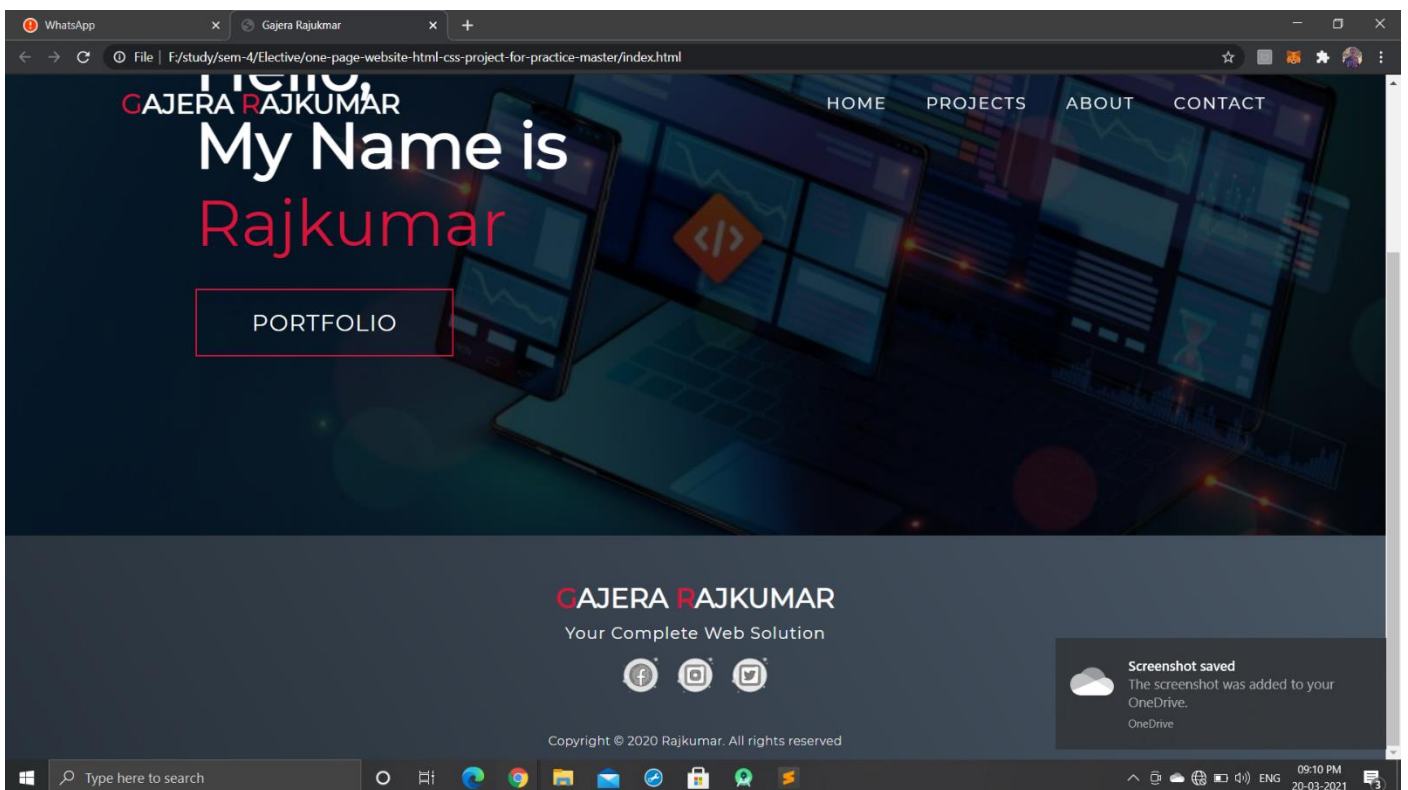 WhatsApp
Gajera Rajukmar
File | F:/study/sem-4/Elective/one-page-website-html-css-project-for-practice-master/index.html
Hello,
GAJERA RAJKUMAR
HOME PROJECTS ABOUT CONTACT
My Name is
Rajkumar
PORTFOLIO
GAJERA RAJKUMAR
Your Complete Web Solution
Copyright © 2020 Rajkumar. All rights reserved
Screenshot saved
The screenshot was added to your
OneDrive.
OneDrive
Type here to search
ENG
09:10 PM
20-03-2021
3